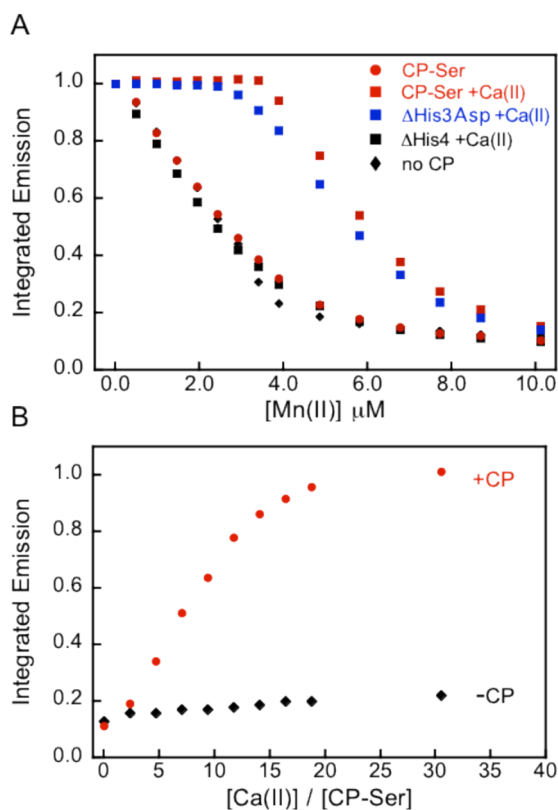 A
CP-Ser
CP-Ser +Ca(II)
ΔHis3Asp +Ca(II)
ΔHis4 +Ca(II)
no CP
1.0
0.8
0.6
0.4
0.2
0.0
Integrated Emission
0.0 2.0 4.0 6.0 8.0 10.0
[Mn(II)] μM
B
+CP
−CP
1.0
0.8
0.6
0.4
0.2
0.0
Integrated Emission
0 5 10 15 20 25 30 35 40
[Ca(II)] / [CP-Ser]